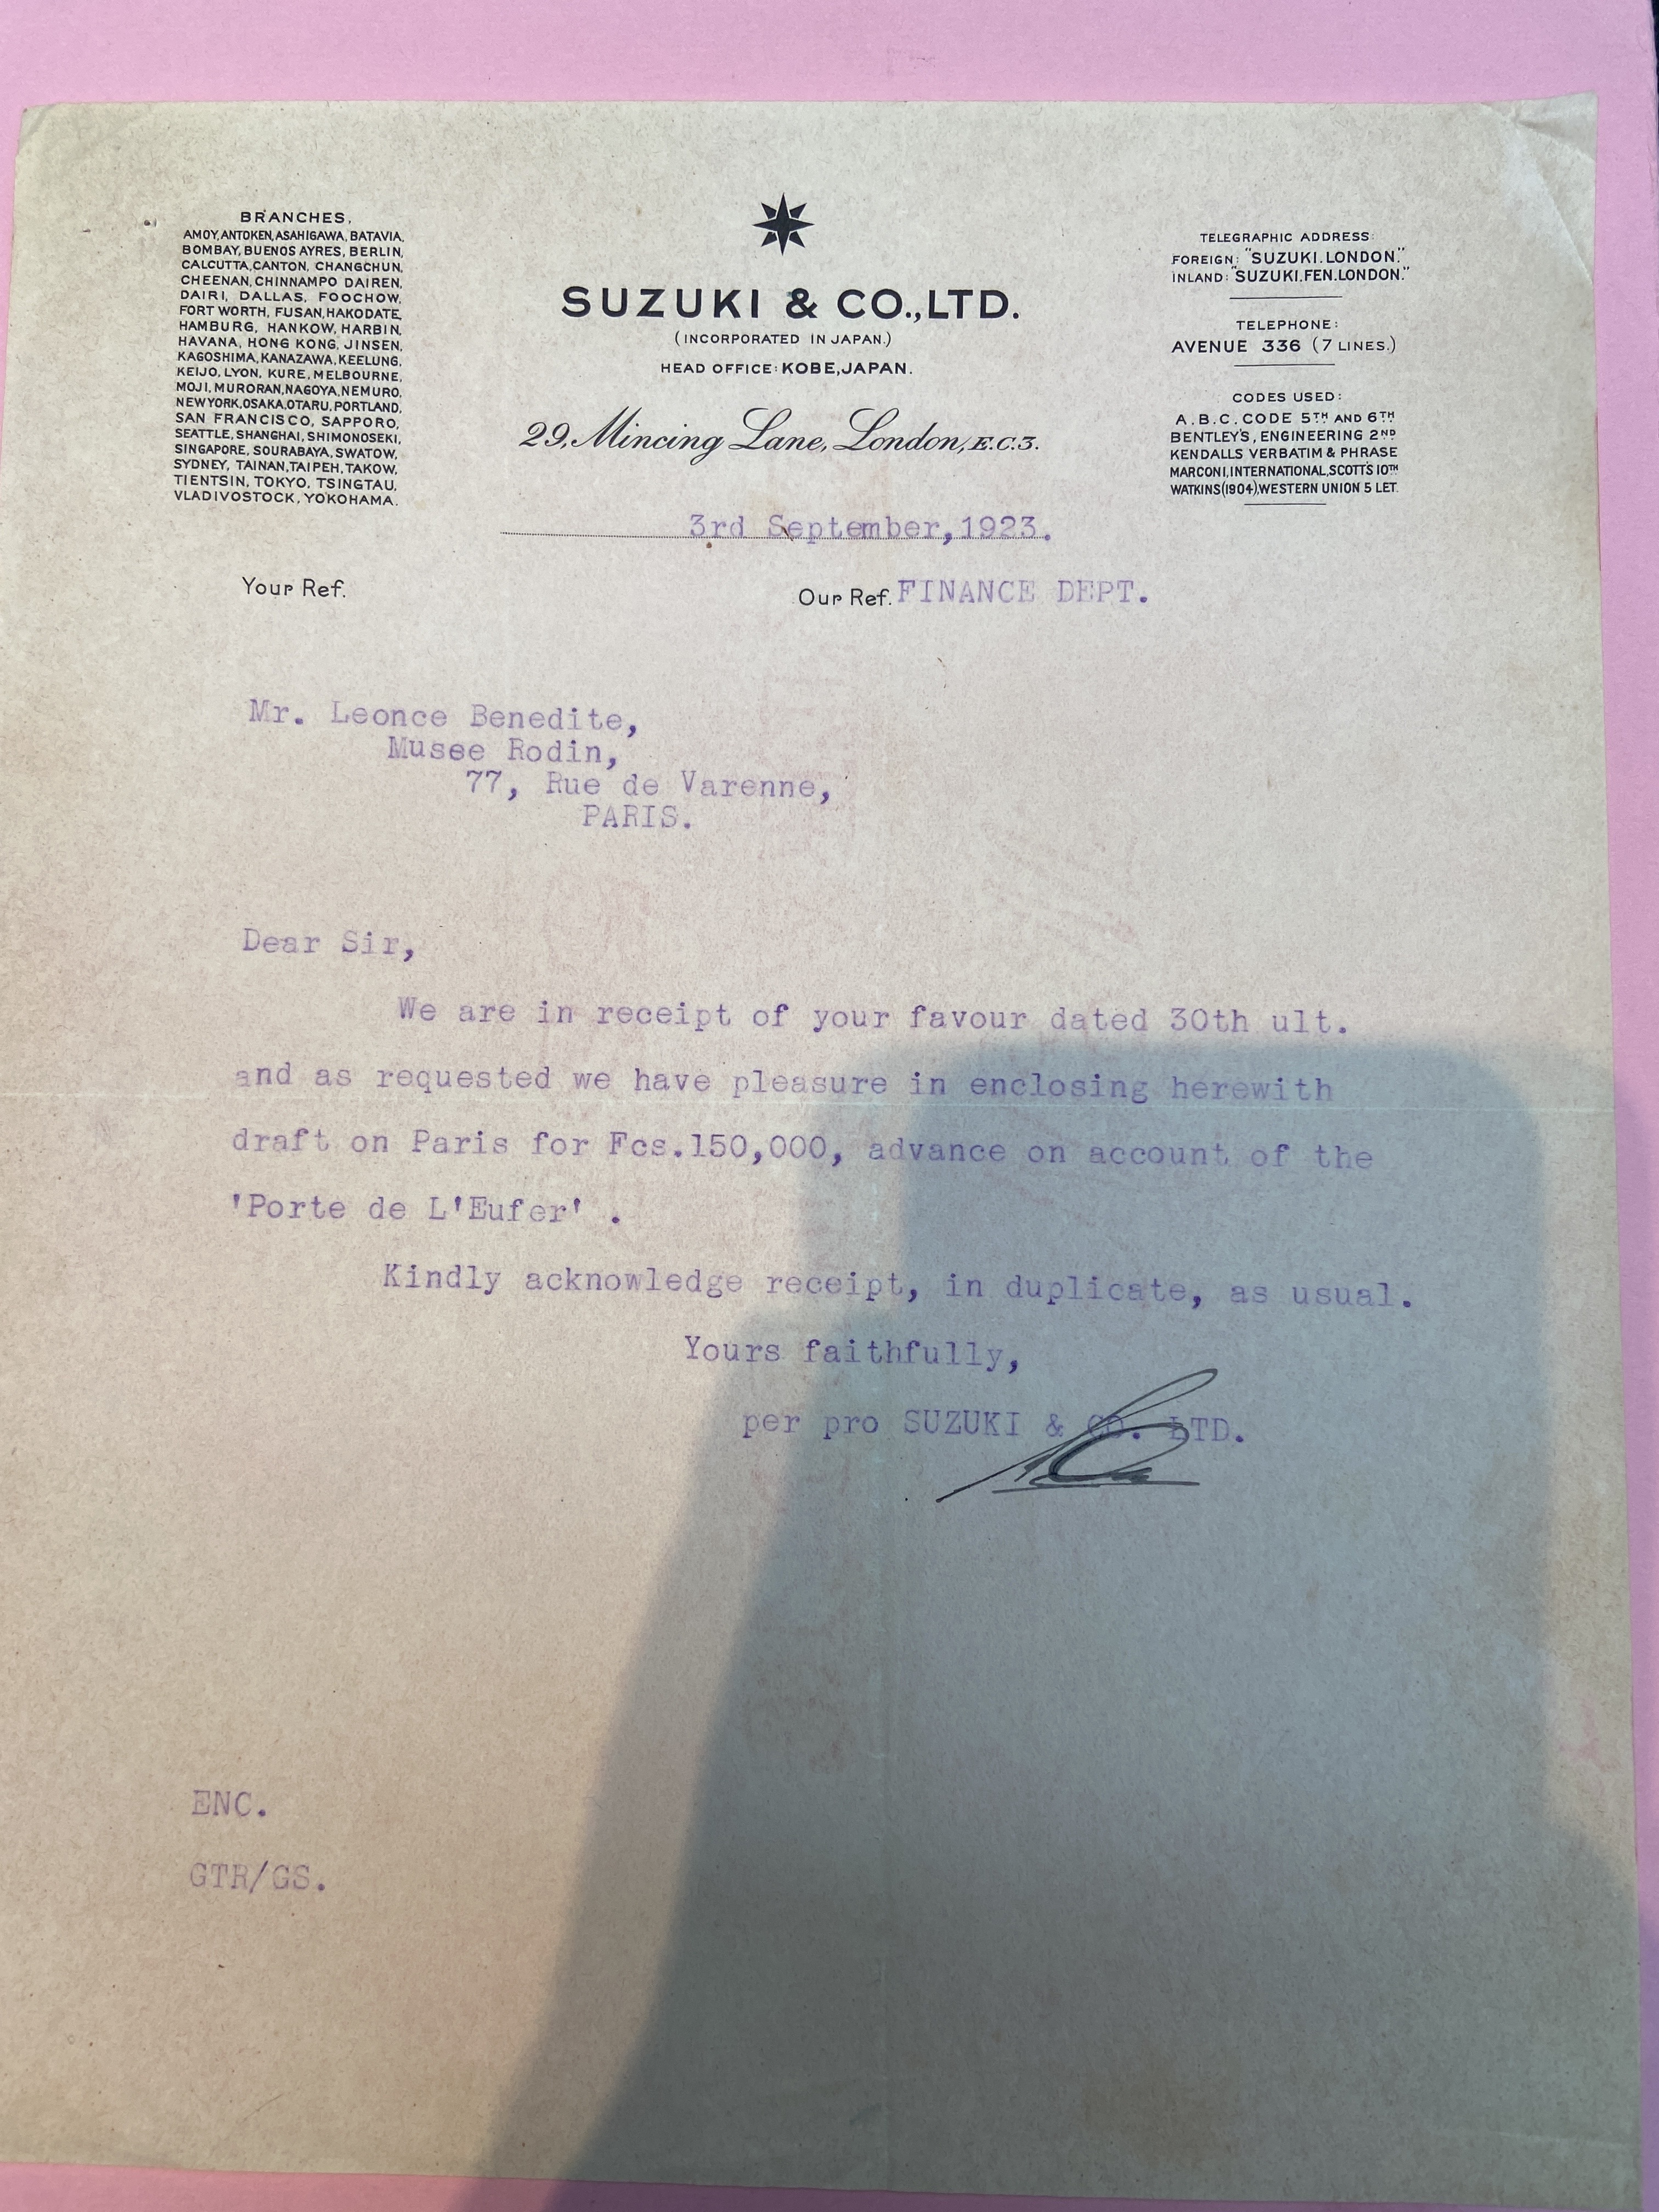 BRANCHES.
AMOY, ANTOKEN, ASAHIGAWA, BATAVIA,
BOMBAY, BUENOS AYRES, BERLIN,
CALCUTTA, CANTON, CHANGCHUN,
CHEENAN, CHINNAMPO DAIREN,
DAIRI, DALLAS, FOOCHOW,
FORT WORTH, FUSAN, HAKODATE,
HAMBURG, HANKOW, HARBIN,
HAVANA, HONG KONG, JINSEN,
KAGOSHIMA, KANAZAWA, KEELUNG,
KEIJO, LYON, KURE, MELBOURNE,
MOJI, MURORAN, NAGOYA, NEMURO,
NEWYORK, OSAKA, OTARU, PORTLAND,
SAN FRANCISCO, SAPPORO,
SEATTLE, SHANGHAI, SHIMONOSEKI,
SINGAPORE, SOURABAYA, SWATOW,
SYDNEY, TAINAN, TAIPEH, TAKOW,
TIENTSIN, TOKYO, TSINGTAU,
VLADIVOSTOCK, YOKOHAMA.
SUZUKI & CO., LTD.
(INCORPORATED IN JAPAN.)
HEAD OFFICE: KOBE, JAPAN.
29, Mincing Lane, London, E.C.3.
TELEGRAPHIC ADDRESS:
FOREIGN: "SUZUKI. LONDON."
INLAND: "SUZUKI. FEN. LONDON."
TELEPHONE:
AVENUE 336 (7 LINES.)
CODES USED:
A.B.C. CODE 5TH AND 6TH
BENTLEY'S, ENGINEERING 2ND
KENDALLS VERBATIM & PHRASE
MARCONI, INTERNATIONAL, SCOTT'S 10TH
WATKINS (1904), WESTERN UNION 5 LET.
3rd September, 1923.
Your Ref.
Our Ref. FINANCE DEPT.
Mr. Leonce Benedite,
Musee Rodin,
77, Rue de Varenne,
PARIS.
Dear Sir,
We are in receipt of your favour dated 30th ult.
and as requested we have pleasure in enclosing herewith
draft on Paris for Fcs.150,000, advance on account of the
'Porte de L'Eufer' .
Kindly acknowledge receipt, in duplicate, as usual.
Yours faithfully,
per pro SUZUKI & CO. LTD.
ENC.
GTR/GS.